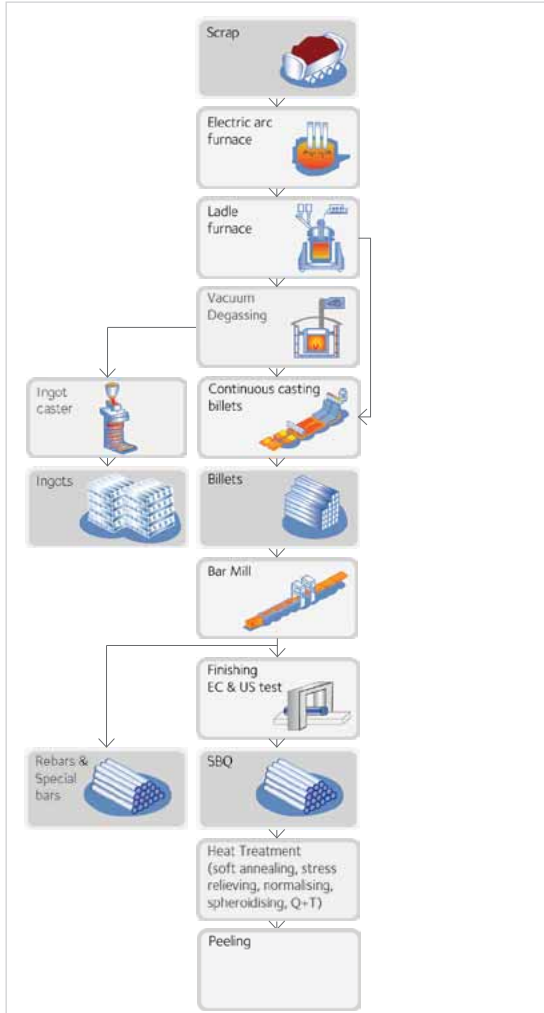 Scrap
Electric arc
furnace
Ladle
furnace
Vacuum
Degassing
Ingot
caster
Continuous casting
billets
Ingots
Billets
Bar Mill
Finishing
EC & US test
Rebars &
Special
bars
SBQ
Heat Treatment
(soft annealing, stress
relieving, normalising,
spheroidising, Q+T)
Peeling